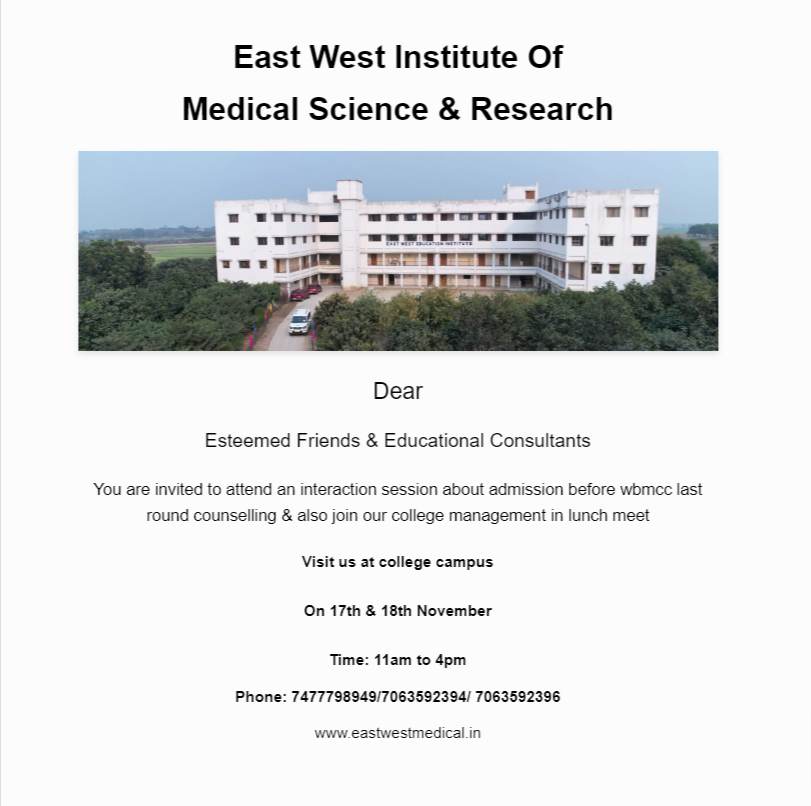 East West Institute Of
Medical Science & Research
EAST WEST EDUCATION INSTITUTE
Dear
Esteemed Friends & Educational Consultants
You are invited to attend an interaction session about admission before wbmcc last
round counselling & also join our college management in lunch meet
Visit us at college campus
On 17th & 18th November
Time: 11am to 4pm
Phone: 7477798949/7063592394/ 7063592396
www.eastwestmedical.in